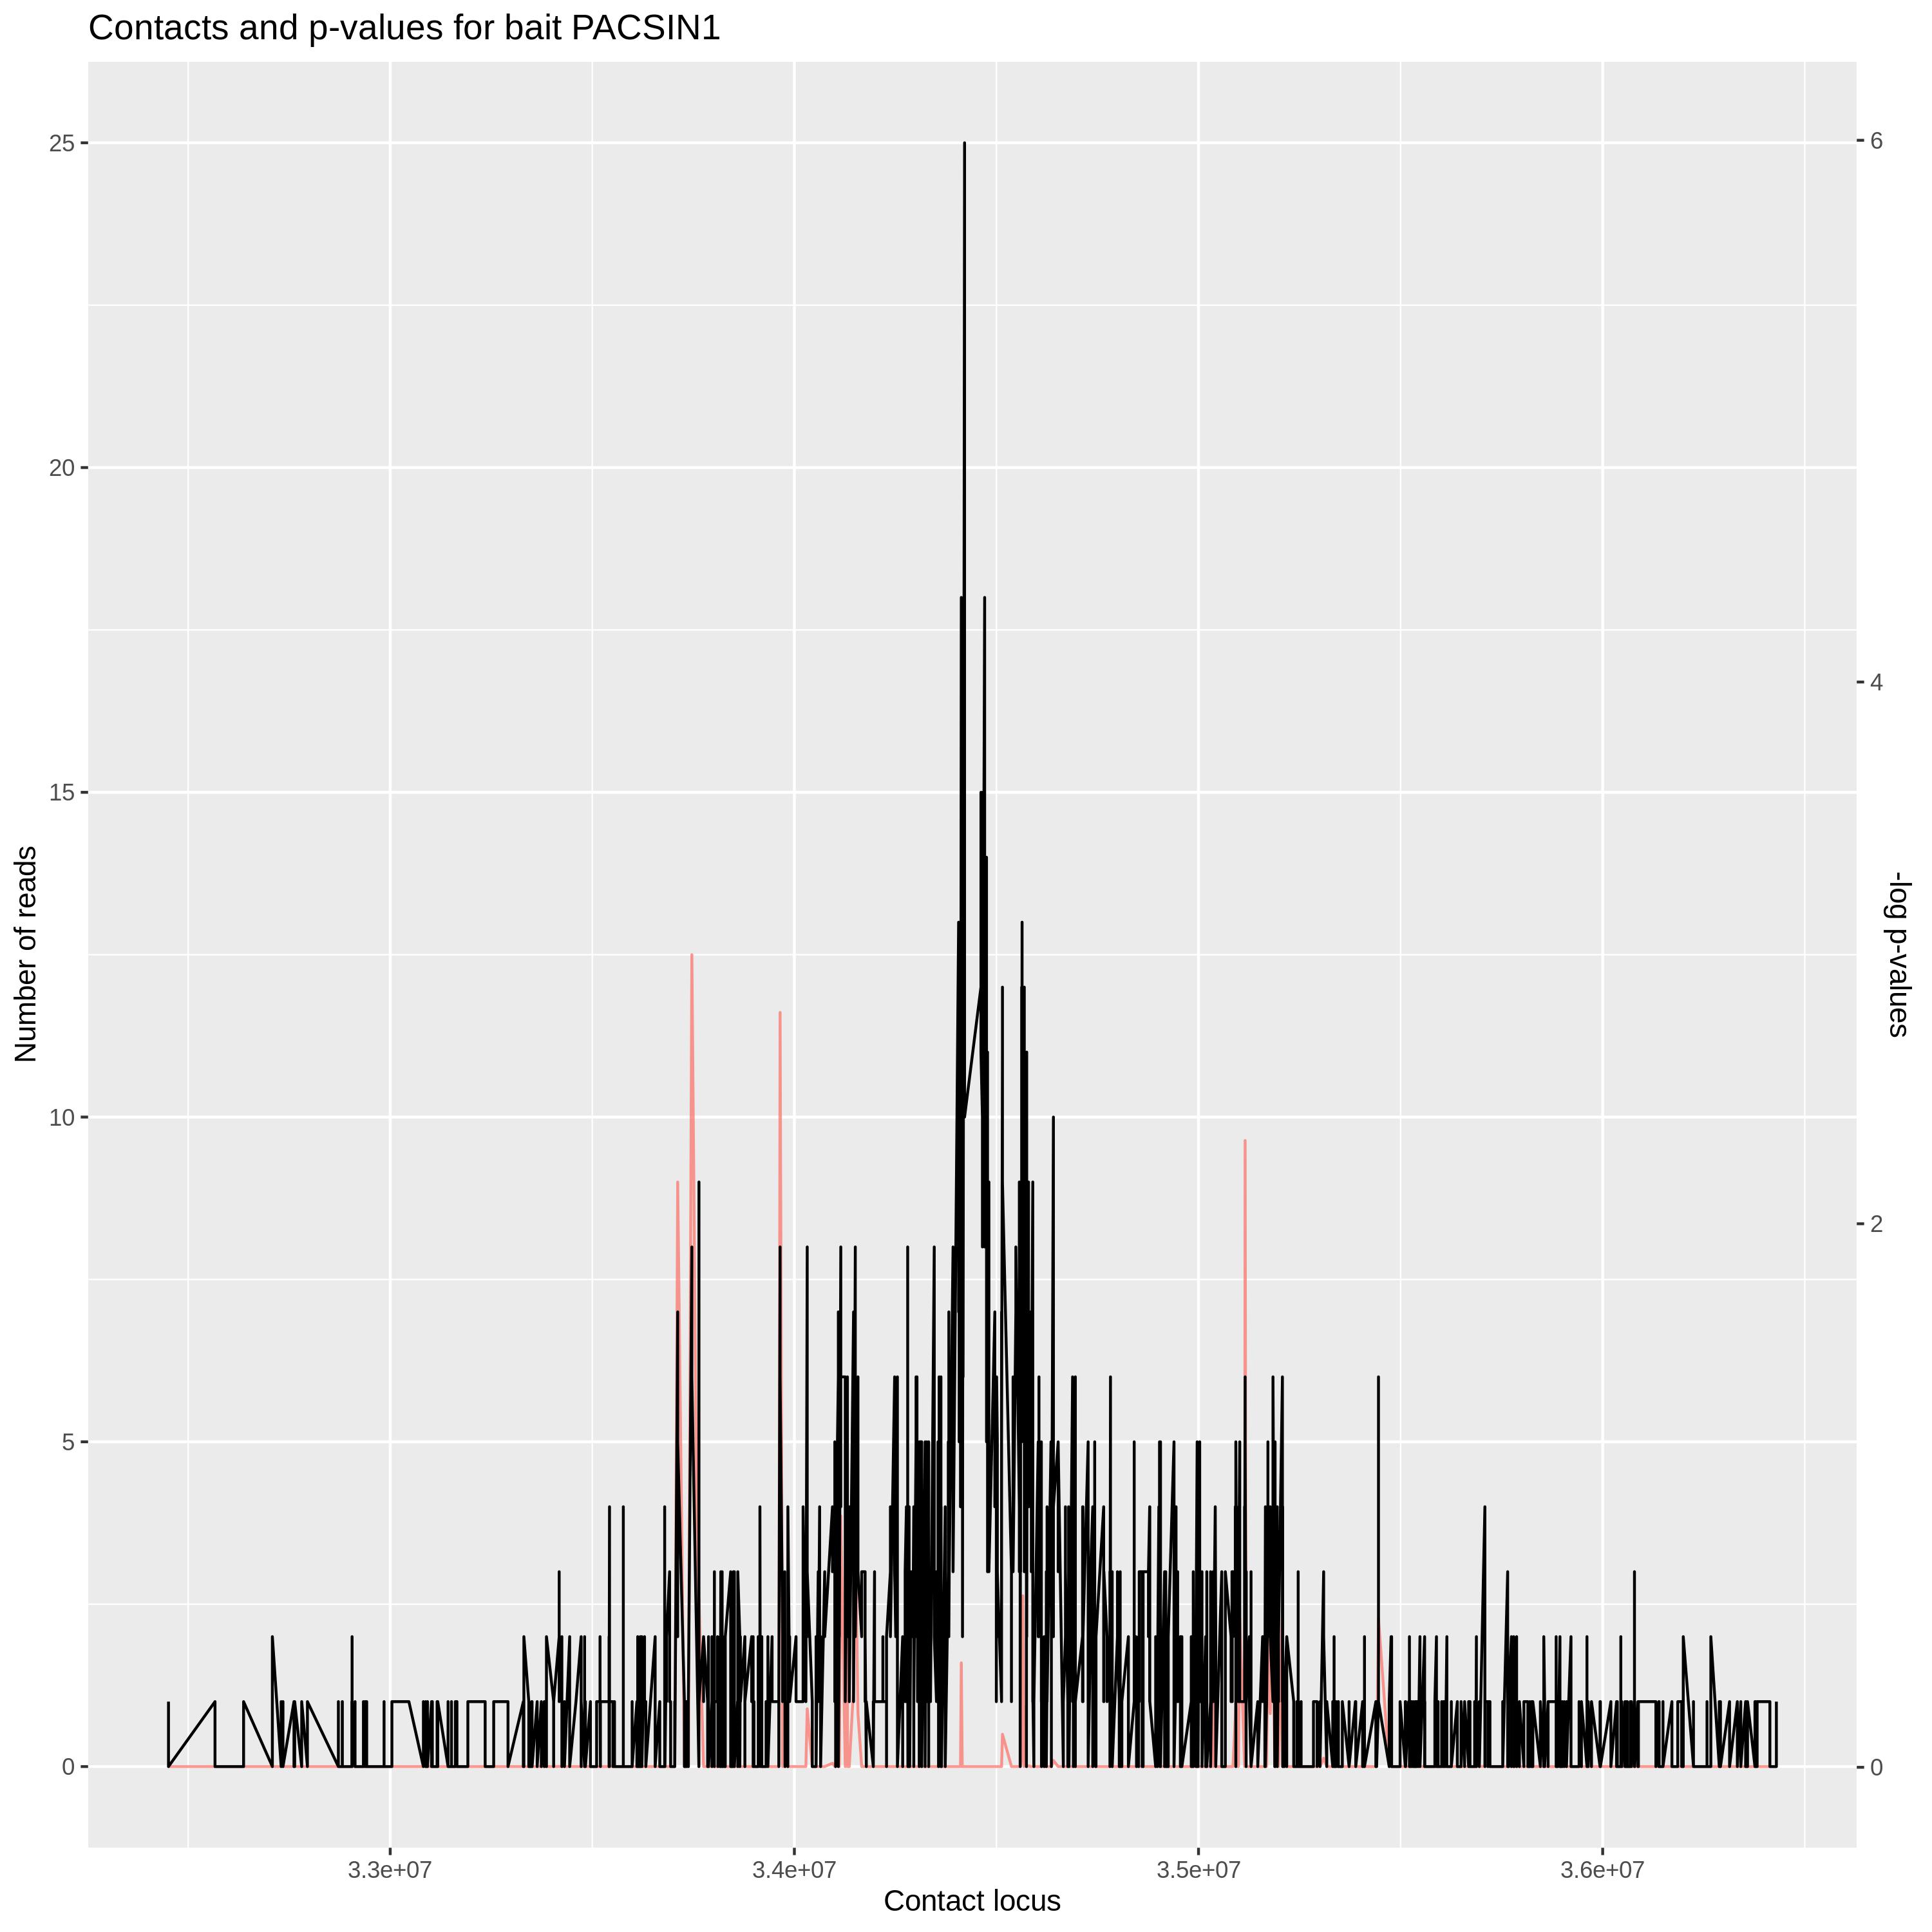 Contacts and p-values for bait PACSIN1
25
20
15
10
5
0
Number of reads
6
4
2
0
-log p-values
3.3e+07 3.4e+07 3.5e+07 3.6e+07
Contact locus